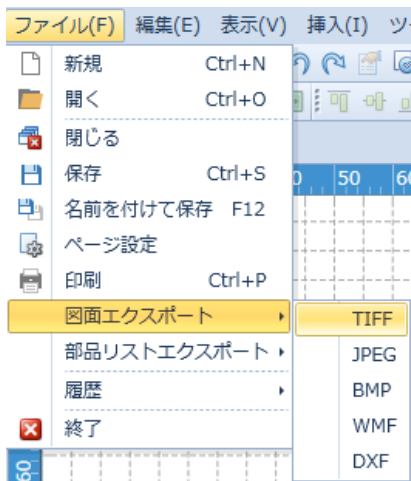 ファイル(F) 編集(E) 表示(V) 挿入(I)
新規 Ctrl+N
開く Ctrl+O
閉じる
保存 Ctrl+S
名前を付けて保存 F12
ページ設定
印刷 Ctrl+P
図面エクスポート
部品リストエクスポート
履歴
終了
TIFF
JPEG
BMP
WMF
DXF
50
60